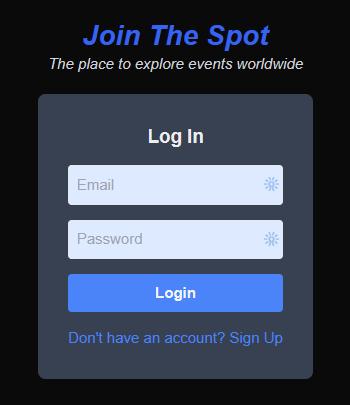 Join The Spot
The place to explore events worldwide
Log In
Email
Password
Login
Don't have an account? Sign Up